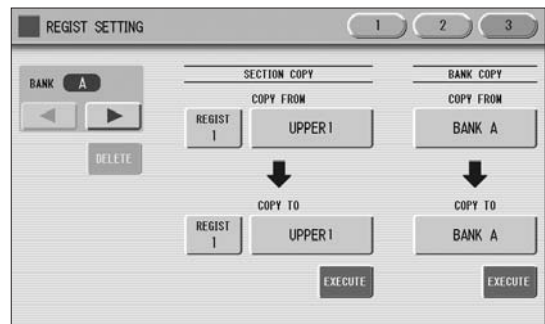 REGIST SETTING
1 2 3
BANK A
DELETE
SECTION COPY
COPY FROM
REGIST 1
UPPER1
COPY TO
REGIST 1
UPPER1
EXECUTE
BANK COPY
COPY FROM
BANK A
COPY TO
BANK A
EXECUTE